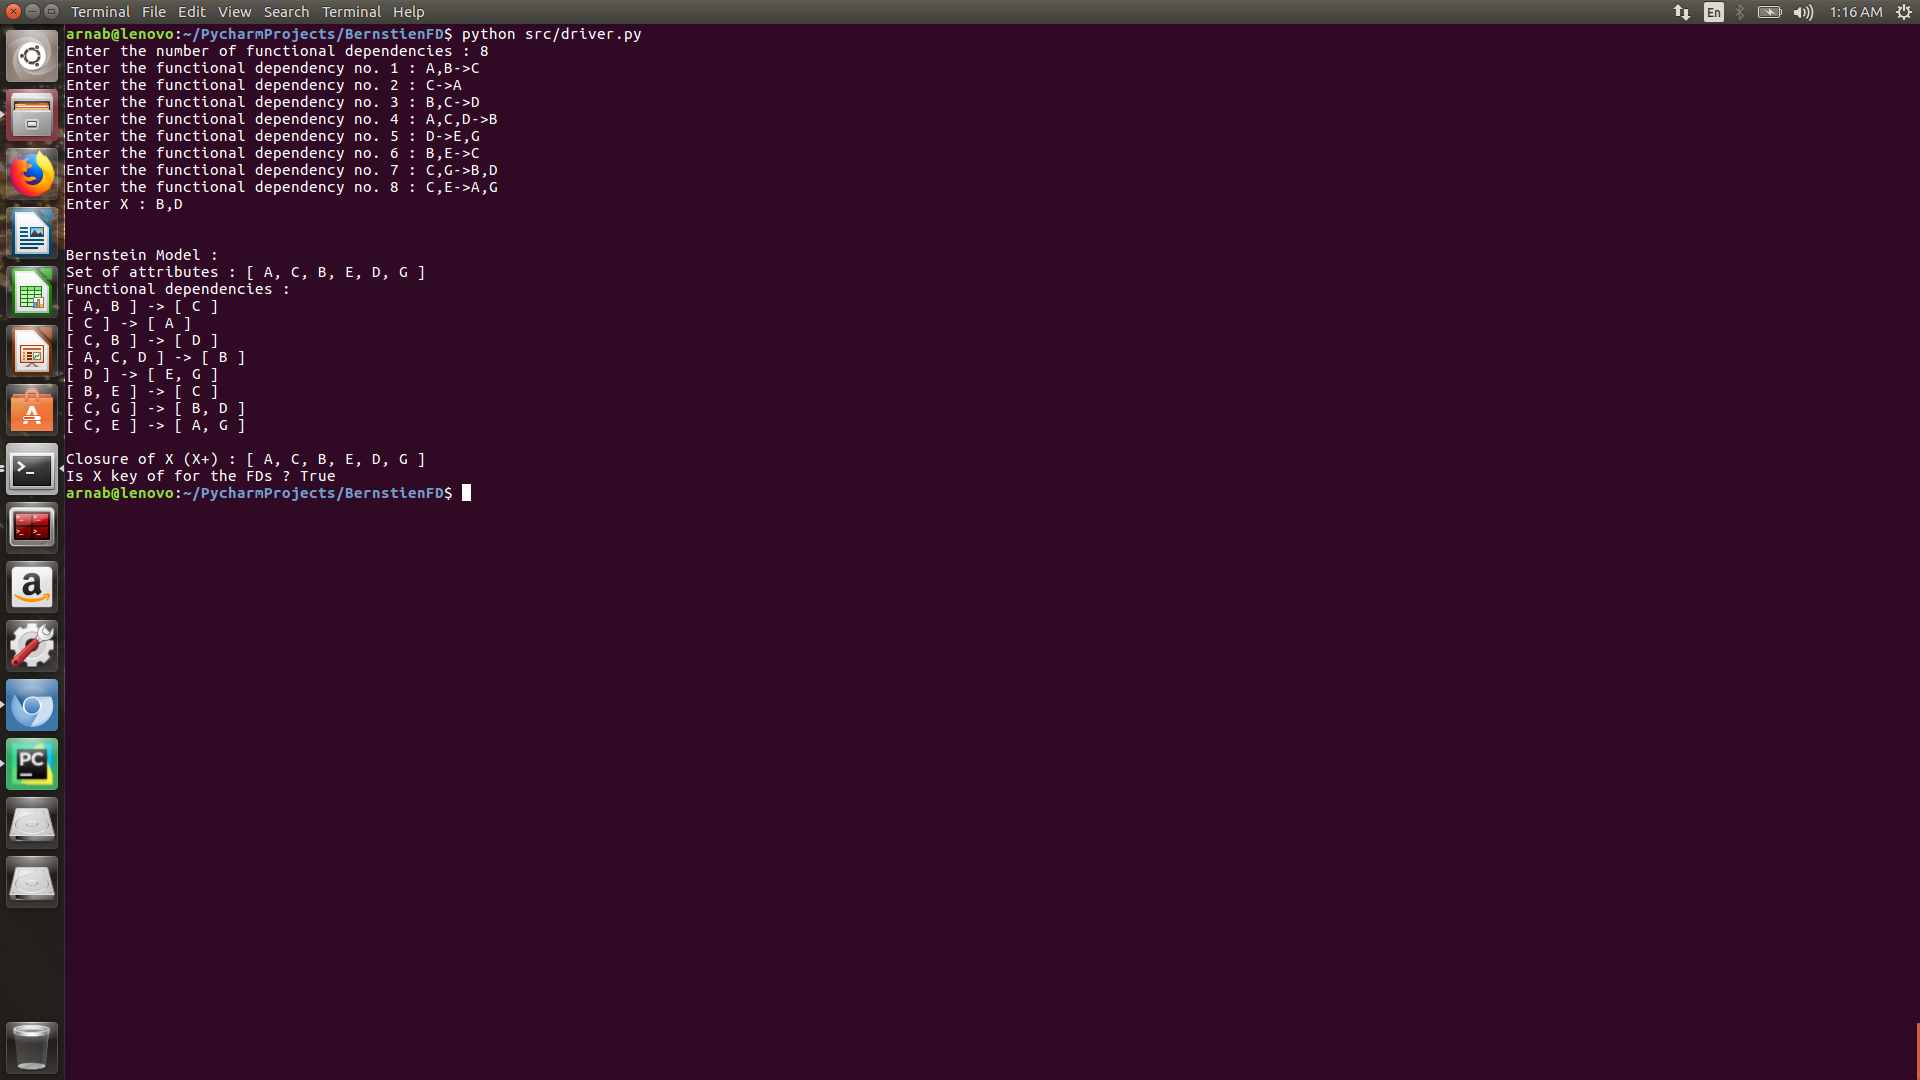 Terminal File Edit View Search Terminal Help En 1:16 AM
arnab@lenovo:~/PycharmProjects/BernstienFD$ python src/driver.py
Enter the number of functional dependencies : 8
Enter the functional dependency no. 1 : A,B->C
Enter the functional dependency no. 2 : C->A
Enter the functional dependency no. 3 : B,C->D
Enter the functional dependency no. 4 : A,C,D->B
Enter the functional dependency no. 5 : D->E,G
Enter the functional dependency no. 6 : B,E->C
Enter the functional dependency no. 7 : C,G->B,D
Enter the functional dependency no. 8 : C,E->A,G
Enter X : B,D
Bernstein Model :
Set of attributes : [ A, C, B, E, D, G ]
Functional dependencies :
[ A, B ] -> [ C ]
[ C ] -> [ A ]
[ C, B ] -> [ D ]
[ A, C, D ] -> [ B ]
[ D ] -> [ E, G ]
[ B, E ] -> [ C ]
[ C, G ] -> [ B, D ]
[ C, E ] -> [ A, G ]
Closure of X (X+) : [ A, C, B, E, D, G ]
Is X key of for the FDs ? True
arnab@lenovo:~/PycharmProjects/BernstienFD$
PC